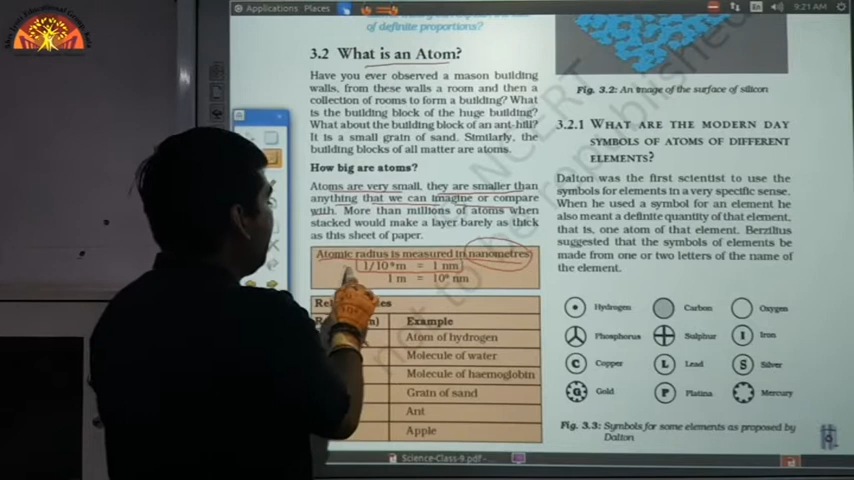 Applications Places
en
9:21 AM
of definite proportions?
3.2 What is an Atom?
Have you ever observed a mason building
walls, from these walls a room and then a
collection of rooms to form a building? What
is the building block of the huge building?
What about the building block of an ant-hill?
It is a small grain of sand. Similarly, the
building blocks of all matter are atoms.
How big are atoms?
Atoms are very small, they are smaller than
anything that we can imagine or compare
with. More than millions of atoms when
stacked would make a layer barely as thick
as this sheet of paper.
Atomic radius is measured in nanometres
1/10⁹m = 1 nm
1 m = 10⁹ nm
Example
Atom of hydrogen
Molecule of water
Molecule of haemoglobin
Grain of sand
Ant
Apple
Fig. 3.2: An image of the surface of silicon
3.2.1 WHAT ARE THE MODERN DAY
SYMBOLS OF ATOMS OF DIFFERENT
ELEMENTS?
Dalton was the first scientist to use the
symbols for elements in a very specific sense.
When he used a symbol for an element he
also meant a definite quantity of that element,
that is, one atom of that element. Berzilius
suggested that the symbols of elements be
made from one or two letters of the name of
the element.
Hydrogen Carbon Oxygen
Phosphorus Sulphur I Iron
C Copper L Lead S Silver
G Gold P Platina Mercury
Fig. 3.3: Symbols for some elements as proposed by
Dalton
Science-Class-9.pdf-...
NCERT
not to be republished